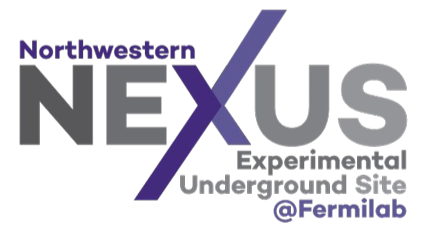 Northwestern
NEXUS
Experimental
Underground Site
@Fermilab